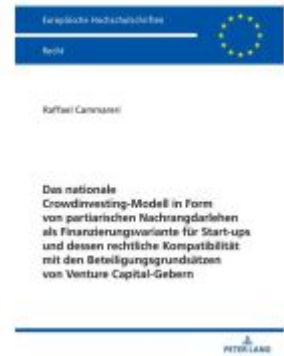 Europäische Hochschulschriften
Recht
Raffael Cammareri
Das nationale
Crowdinvesting-Modell in Form
von partiarischen Nachrangdarlehen
als Finanzierungsvariante für Start-ups
und dessen rechtliche Kompatibilität
mit den Beteiligungsgrundsätzen
von Venture Capital-Gebern
PETER LANG